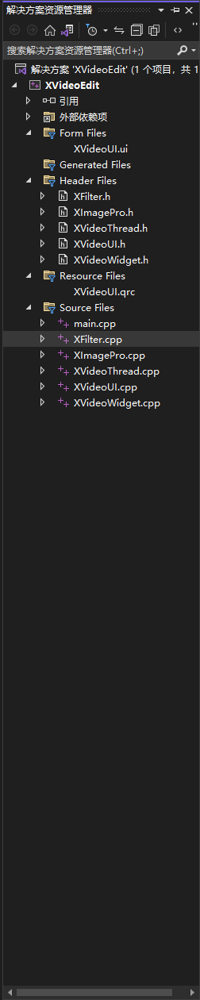 解决方案资源管理器
搜索解决方案资源管理器(Ctrl+;)
解决方案 'XVideoEdit' (1 个项目，共 1
XVideoEdit
引用
外部依赖项
Form Files
XVideoUI.ui
Generated Files
Header Files
XFilter.h
XImagePro.h
XVideoThread.h
XVideoUI.h
XVideoWidget.h
Resource Files
XVideoUI.qrc
Source Files
main.cpp
XFilter.cpp
XImagePro.cpp
XVideoThread.cpp
XVideoUI.cpp
XVideoWidget.cpp